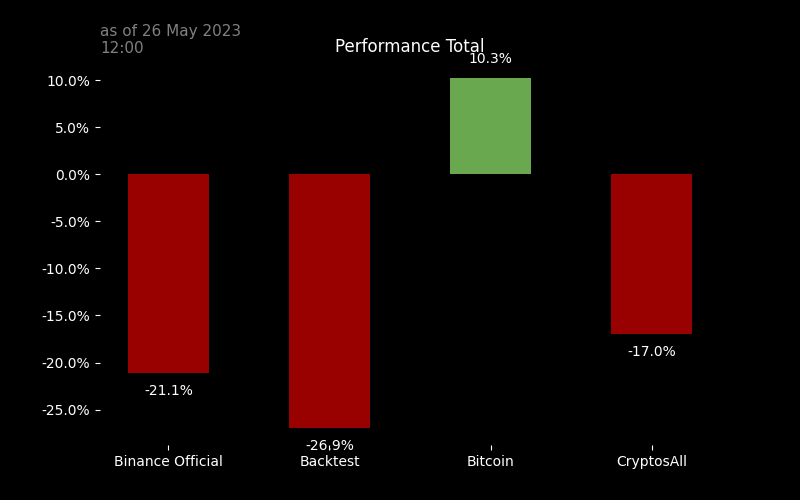 as of 26 May 2023
12:00
Performance Total
10.3%
10.0%
5.0%
0.0%
-5.0%
-10.0%
-15.0%
-20.0%
-25.0%
-21.1%
-26.9%
-17.0%
Binance Official
Backtest
Bitcoin
CryptosAll